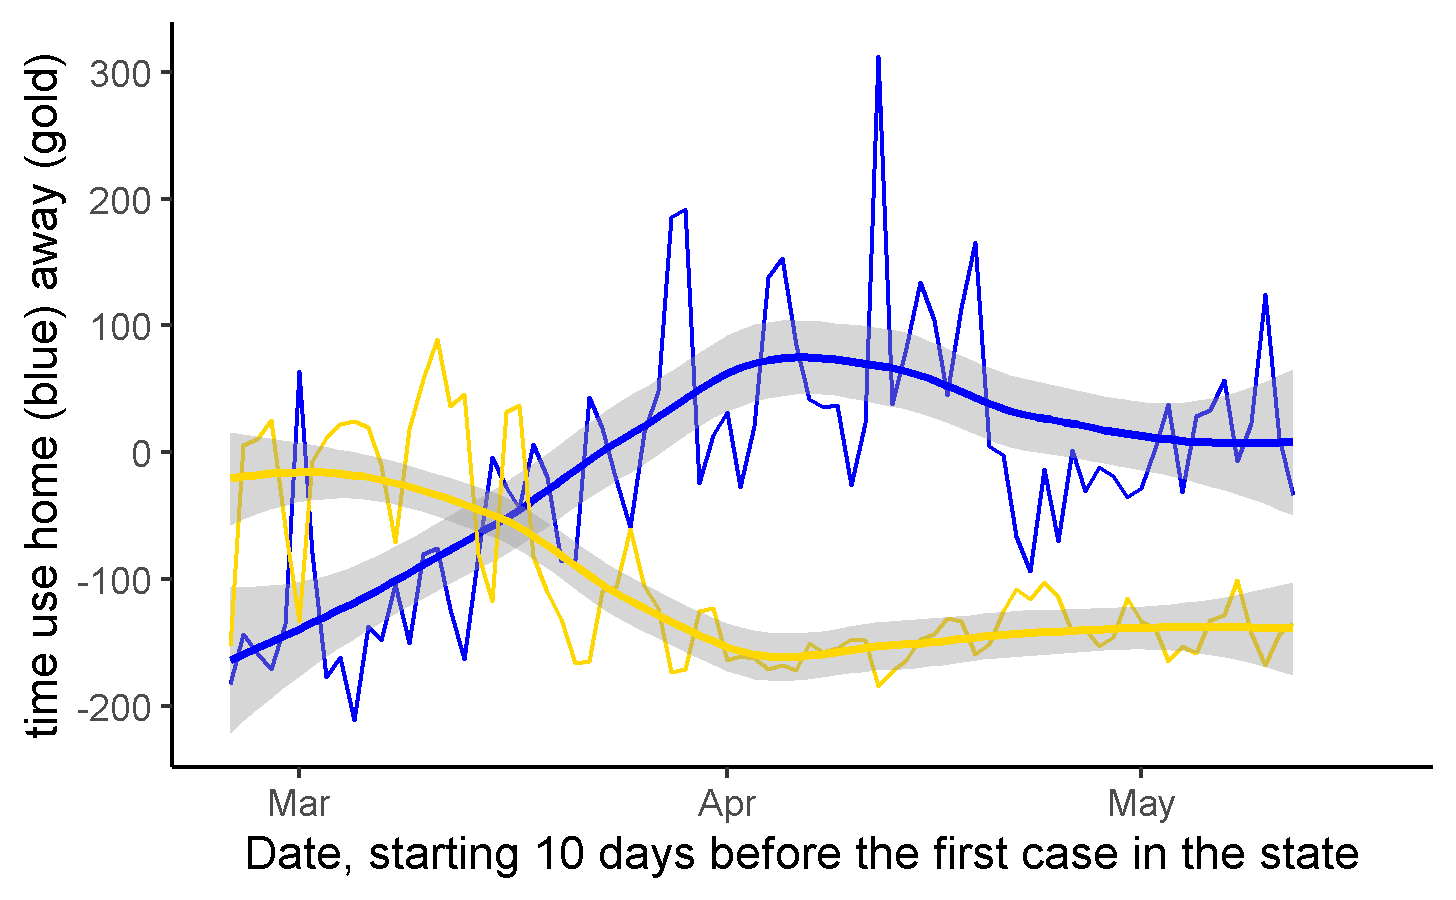 time use home (blue) away (gold)
300
200
100
0
-100
-200
Mar Apr May
Date, starting 10 days before the first case in the state